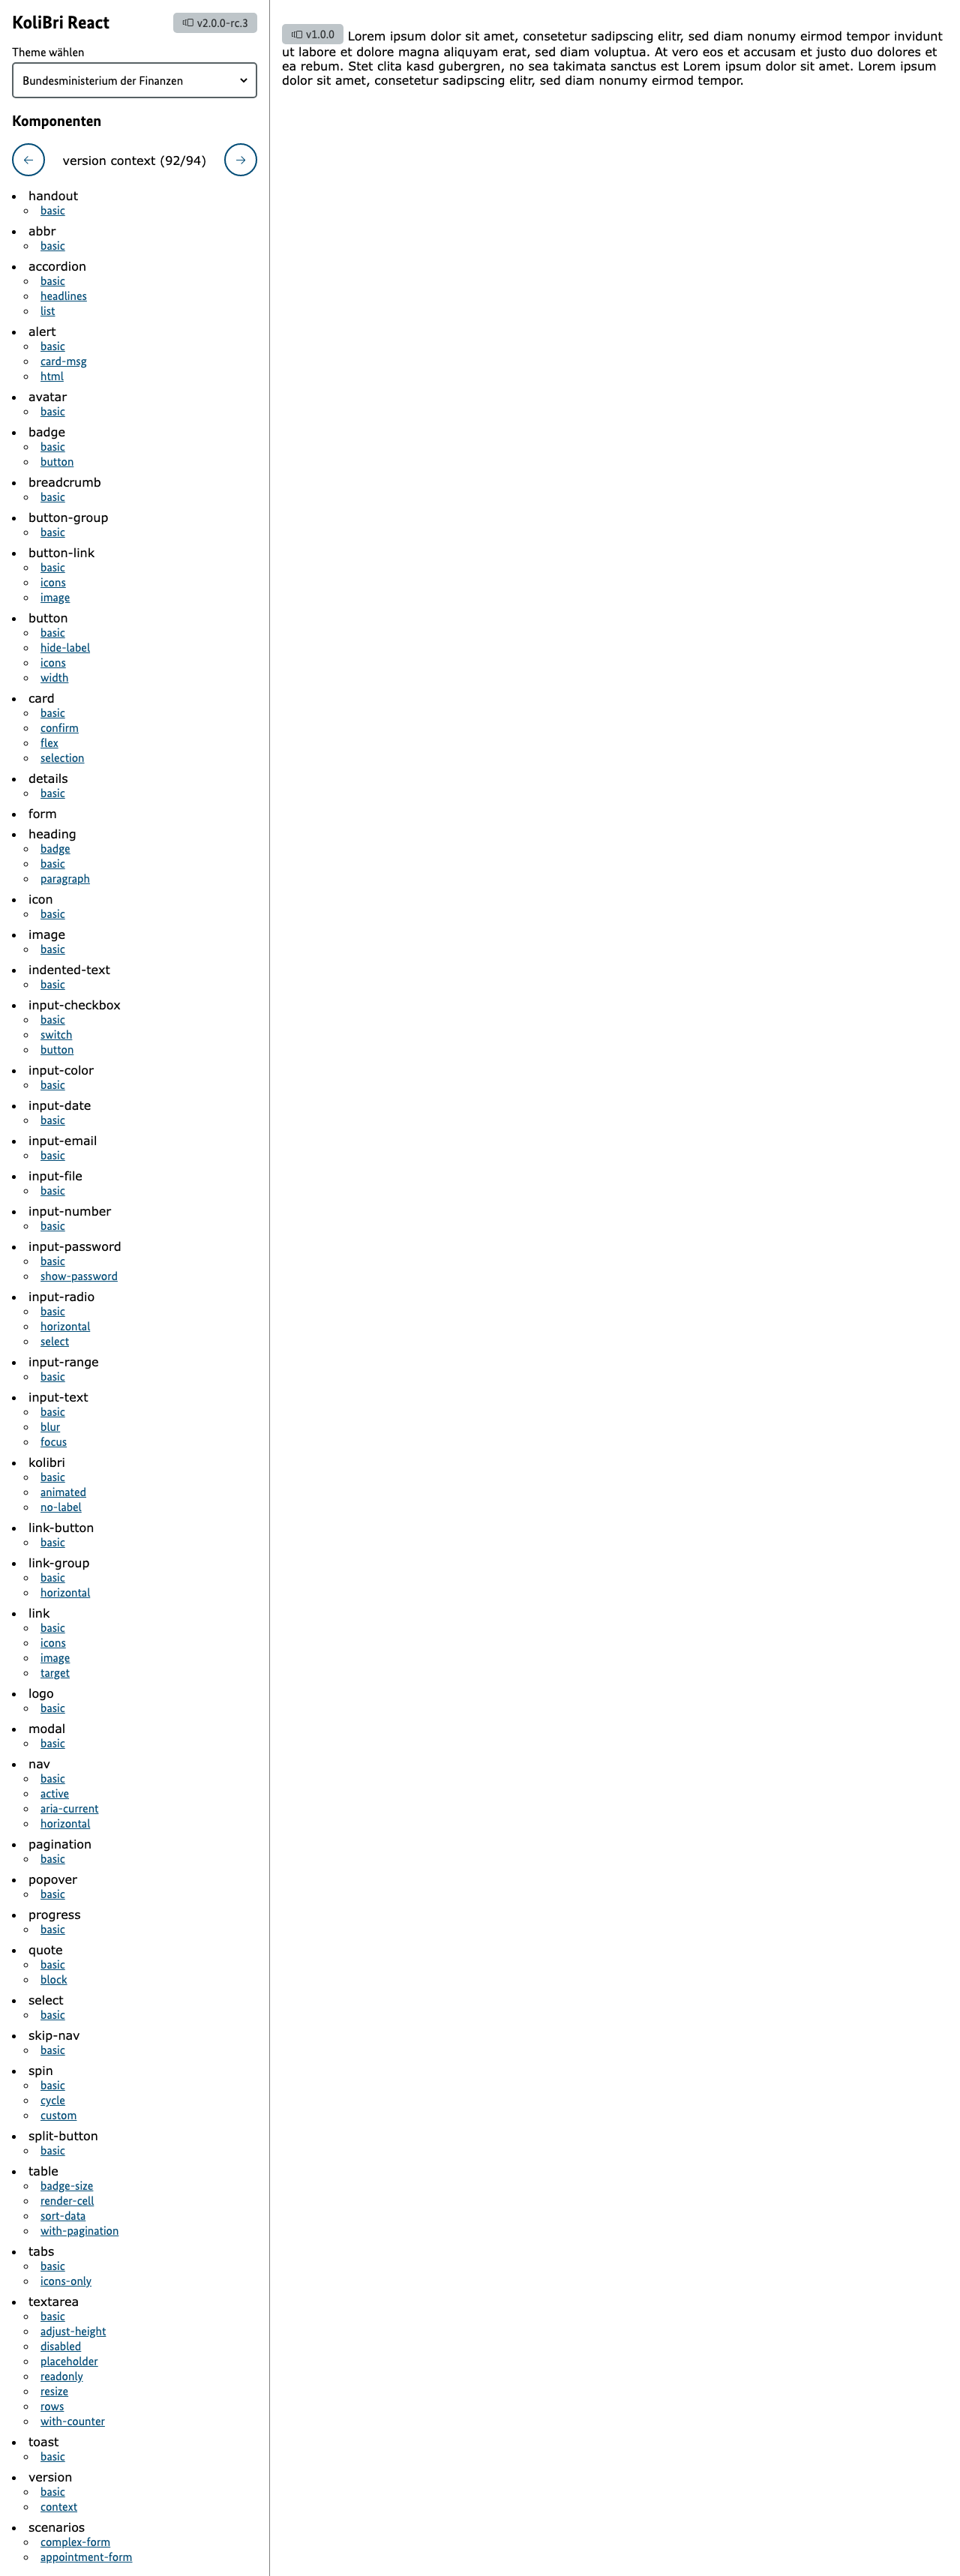 KoliBri React
v2.0.0-rc.3
Theme wählen
Bundesministerium der Finanzen
Komponenten
version context (92/94)
handout
basic
abbr
basic
accordion
basic
headlines
list
alert
basic
card-msg
html
avatar
basic
badge
basic
button
breadcrumb
basic
button-group
basic
button-link
basic
icons
image
button
basic
hide-label
icons
width
card
basic
confirm
flex
selection
details
basic
form
heading
badge
basic
paragraph
icon
basic
image
basic
indented-text
basic
input-checkbox
basic
switch
button
input-color
basic
input-date
basic
input-email
basic
input-file
basic
input-number
basic
input-password
basic
show-password
input-radio
basic
horizontal
select
input-range
basic
input-text
basic
blur
focus
kolibri
basic
animated
no-label
link-button
basic
link-group
basic
horizontal
link
basic
icons
image
target
logo
basic
modal
basic
nav
basic
active
aria-current
horizontal
pagination
basic
popover
basic
progress
basic
quote
basic
block
select
basic
skip-nav
basic
spin
basic
cycle
custom
split-button
basic
table
badge-size
render-cell
sort-data
with-pagination
tabs
basic
icons-only
textarea
basic
adjust-height
disabled
placeholder
readonly
resize
rows
with-counter
toast
basic
version
basic
context
scenarios
complex-form
appointment-form
v1.0.0 Lorem ipsum dolor sit amet, consetetur sadipscing elitr, sed diam nonumy eirmod tempor invidunt
ut labore et dolore magna aliquyam erat, sed diam voluptua. At vero eos et accusam et justo duo dolores et
ea rebum. Stet clita kasd gubergren, no sea takimata sanctus est Lorem ipsum dolor sit amet. Lorem ipsum
dolor sit amet, consetetur sadipscing elitr, sed diam nonumy eirmod tempor.